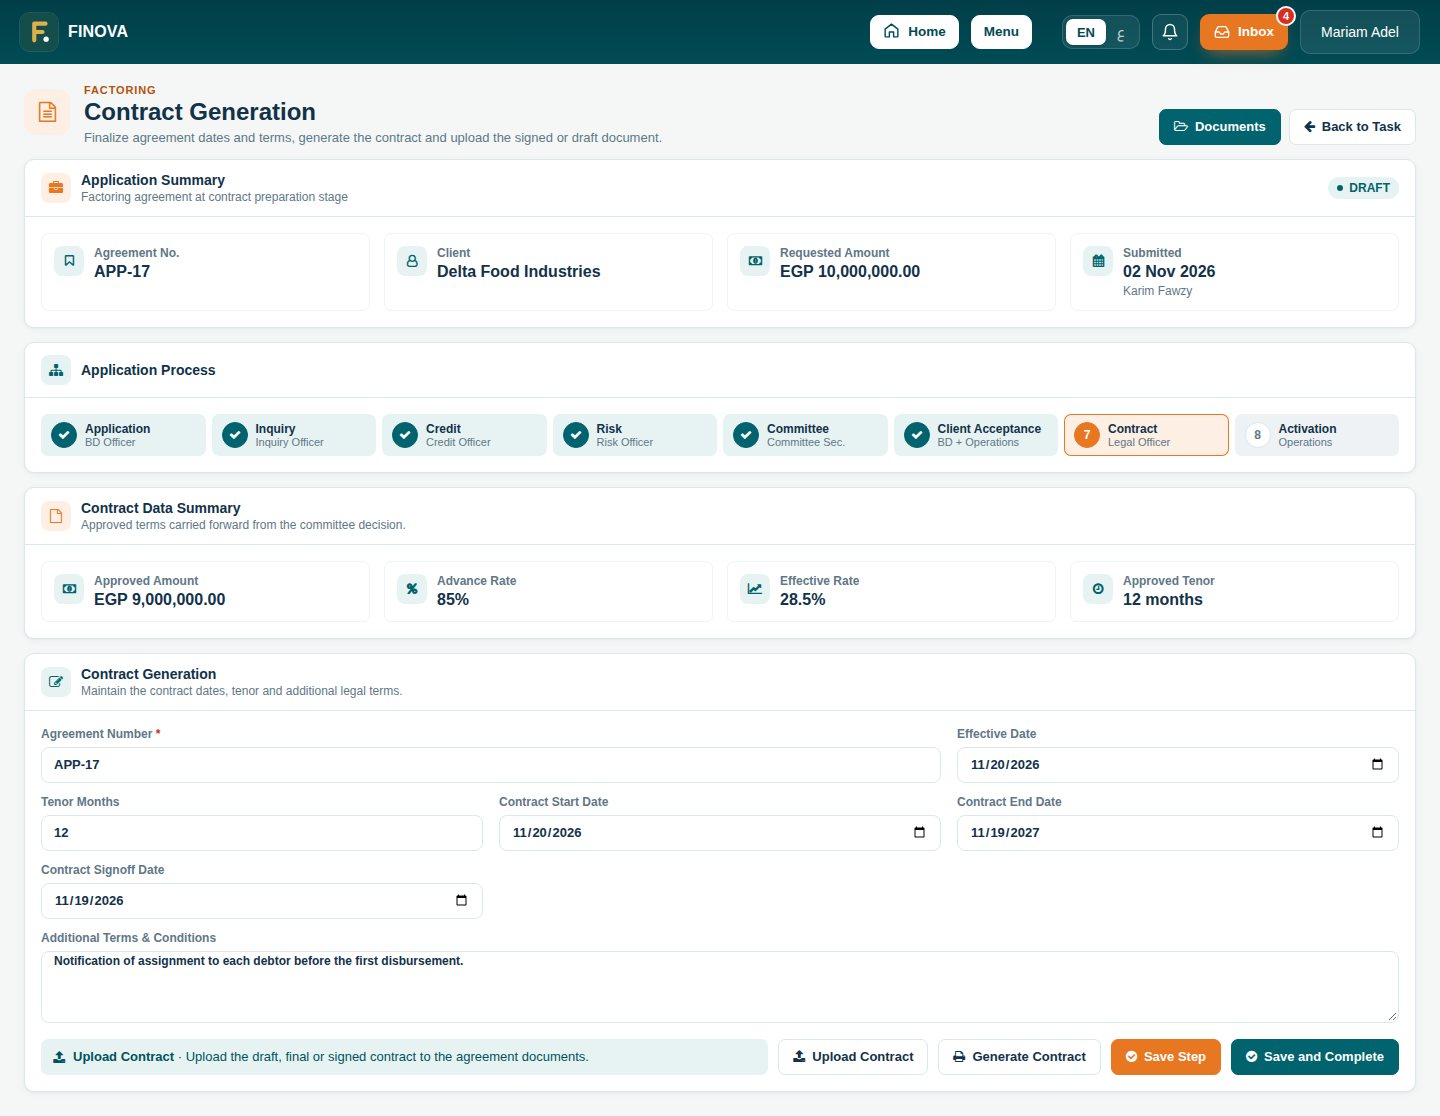 FINOVA
Home
Menu
EN
ع
Inbox
4
Mariam Adel
FACTORING
Contract Generation
Finalize agreement dates and terms, generate the contract and upload the signed or draft document.
Documents
Back to Task
Application Summary
Factoring agreement at contract preparation stage
DRAFT
Agreement No.
APP-17
Client
Delta Food Industries
Requested Amount
EGP 10,000,000.00
Submitted
02 Nov 2026
Karim Fawzy
Application Process
Application
BD Officer
Inquiry
Inquiry Officer
Credit
Credit Officer
Risk
Risk Officer
Committee
Committee Sec.
Client Acceptance
BD + Operations
7
Contract
Legal Officer
8
Activation
Operations
Contract Data Summary
Approved terms carried forward from the committee decision.
Approved Amount
EGP 9,000,000.00
Advance Rate
85%
Effective Rate
28.5%
Approved Tenor
12 months
Contract Generation
Maintain the contract dates, tenor and additional legal terms.
Agreement Number *
APP-17
Effective Date
11/20/2026
Tenor Months
12
Contract Start Date
11/20/2026
Contract End Date
11/19/2027
Contract Signoff Date
11/19/2026
Additional Terms & Conditions
Notification of assignment to each debtor before the first disbursement.
Upload Contract · Upload the draft, final or signed contract to the agreement documents.
Upload Contract
Generate Contract
Save Step
Save and Complete